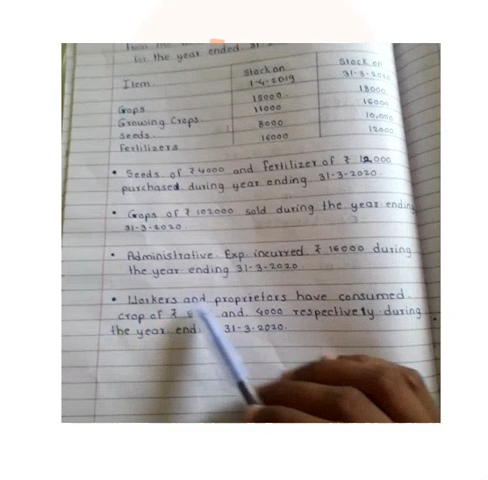 for the year ended. 31-
Item Stock on 1-4-2019 Stock on 31-3-2020
Crops 15000 13000
Growing Crops 11000 16000
Seeds 8000 10,000
Fertilizers 16000 12000
• Seeds of ₹4000 and fertilizer of ₹ 12,000
purchased during year ending 31-3-2020.
• Crops of ₹102000 sold during the year ending
31-3-2020.
• Administrative Exp. incurred ₹ 16000 during
the year ending 31-3-2020.
• Workers and proprietors have consumed
crop of ₹ and 4000 respectively during
the year end 31-3-2020.